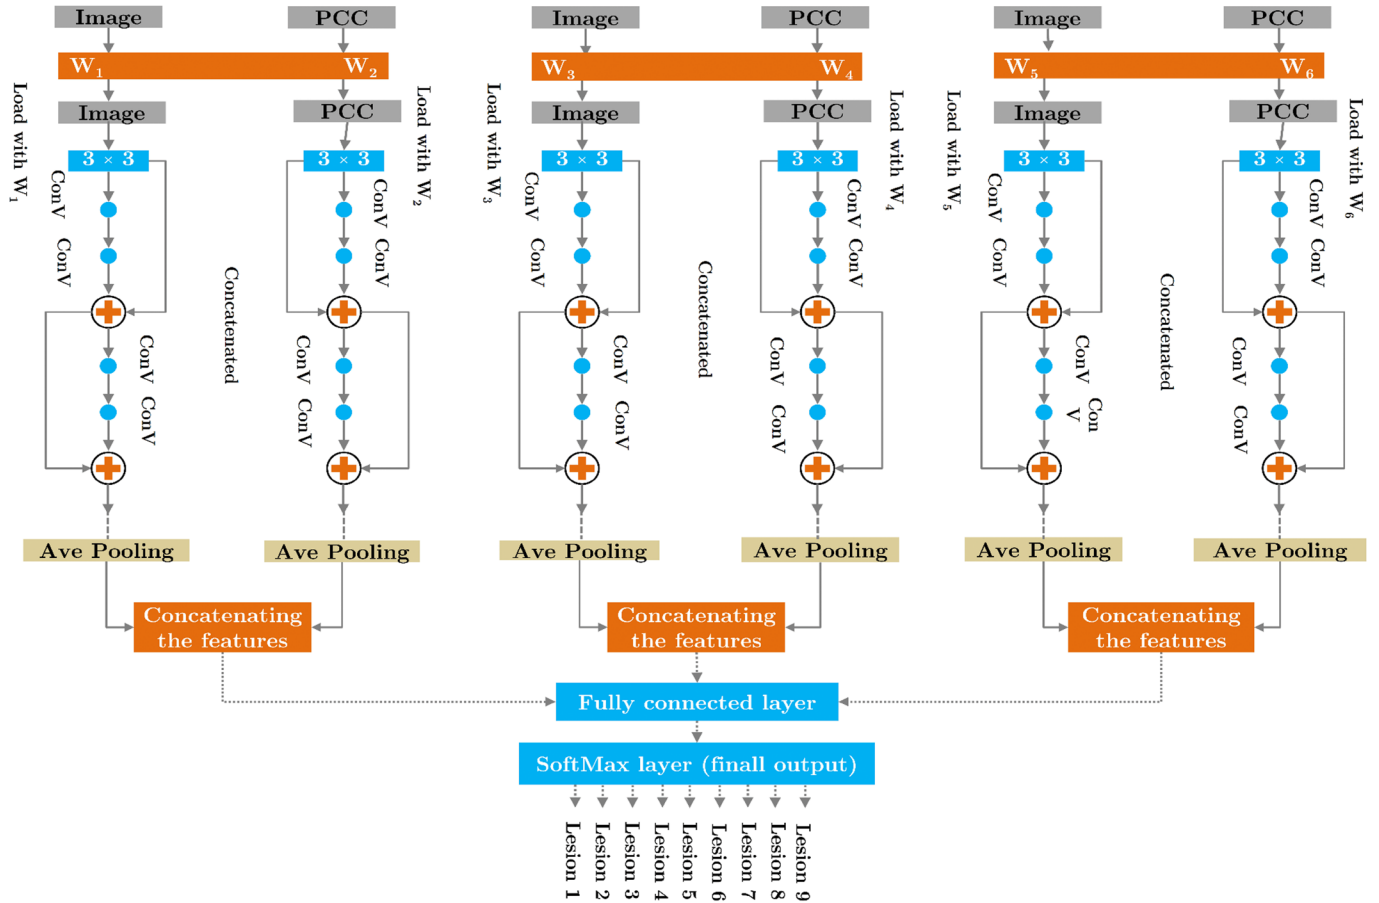 Image
PCC
Image
PCC
Image
PCC
W1
W2
W3
W4
W5
W6
Image
PCC
Image
PCC
Image
PCC
Load with W1
Load with W2
Load with W3
Load with W4
Load with W5
Load with W6
3 × 3
3 × 3
3 × 3
3 × 3
3 × 3
3 × 3
ConV
ConV
ConV
ConV
ConV
ConV
ConV
ConV
ConV
ConV
ConV
ConV
Concatenated
Concatenated
Concatenated
ConV
ConV
ConV
ConV
ConV
ConV
ConV
ConV
ConV
ConV
Con
V
ConV
Ave Pooling
Ave Pooling
Ave Pooling
Ave Pooling
Ave Pooling
Ave Pooling
Concatenating
the features
Concatenating
the features
Concatenating
the features
Fully connected layer
SoftMax layer (finall output)
Lesion 1
Lesion 2
Lesion 3
Lesion 4
Lesion 5
Lesion 6
Lesion 7
Lesion 8
Lesion 9